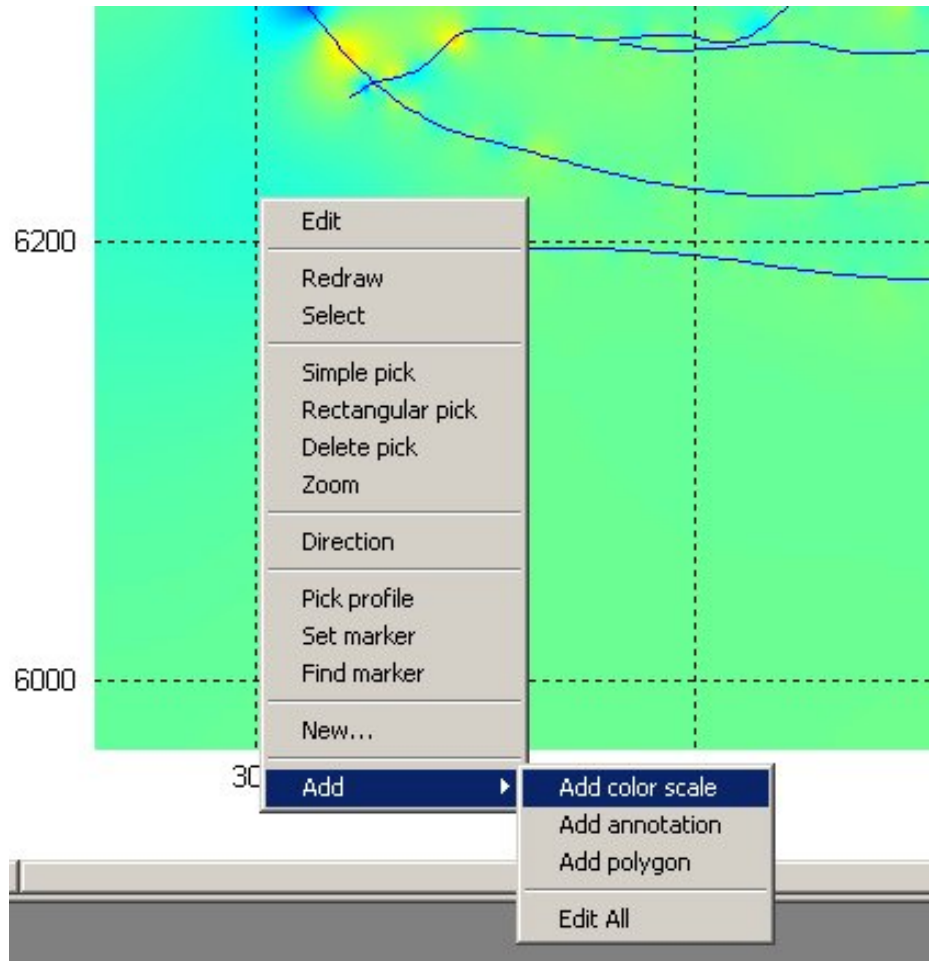 6200
Edit
Redraw
Select
Simple pick
Rectangular pick
Delete pick
Zoom
Direction
Pick profile
Set marker
Find marker
6000
New...
30
Add
Add color scale
Add annotation
Add polygon
Edit All